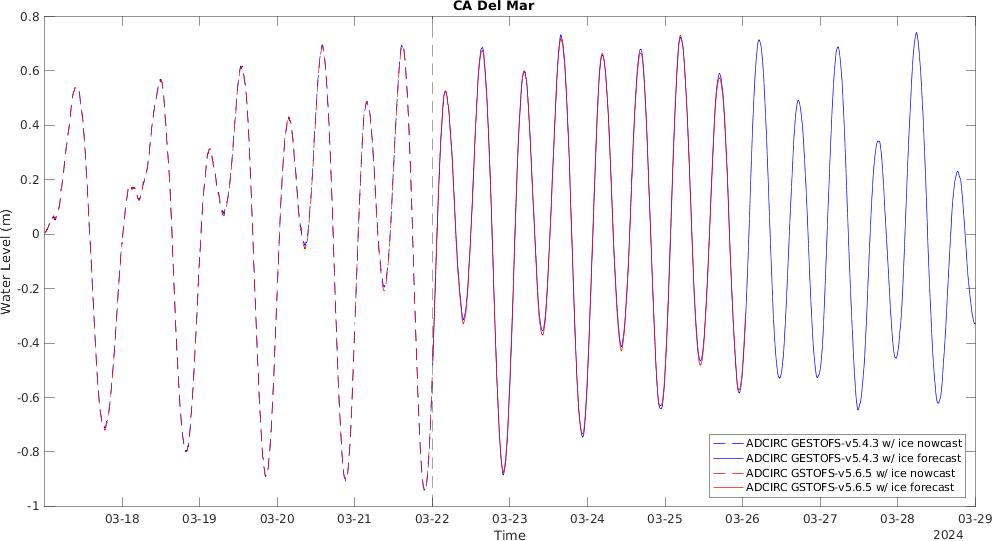 CA Del Mar
0.8
0.6
0.4
0.2
0
-0.2
-0.4
-0.6
-0.8
-1
Water Level (m)
03-18 03-19 03-20 03-21 03-22 03-23 03-24 03-25 03-26 03-27 03-28 03-29
Time
2024
ADCIRC GESTOFS-v5.4.3 w/ ice nowcast
ADCIRC GESTOFS-v5.4.3 w/ ice forecast
ADCIRC GSTOFS-v5.6.5 w/ ice nowcast
ADCIRC GSTOFS-v5.6.5 w/ ice forecast